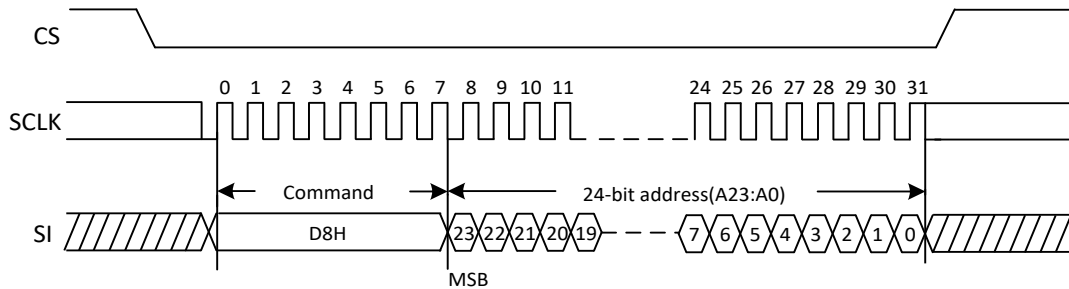 CS
0 1 2 3 4 5 6 7 8 9 10 11 24 25 26 27 28 29 30 31
SCLK
Command 24-bit address(A23:A0)
SI D8H 23 22 21 20 19 7 6 5 4 3 2 1 0
MSB